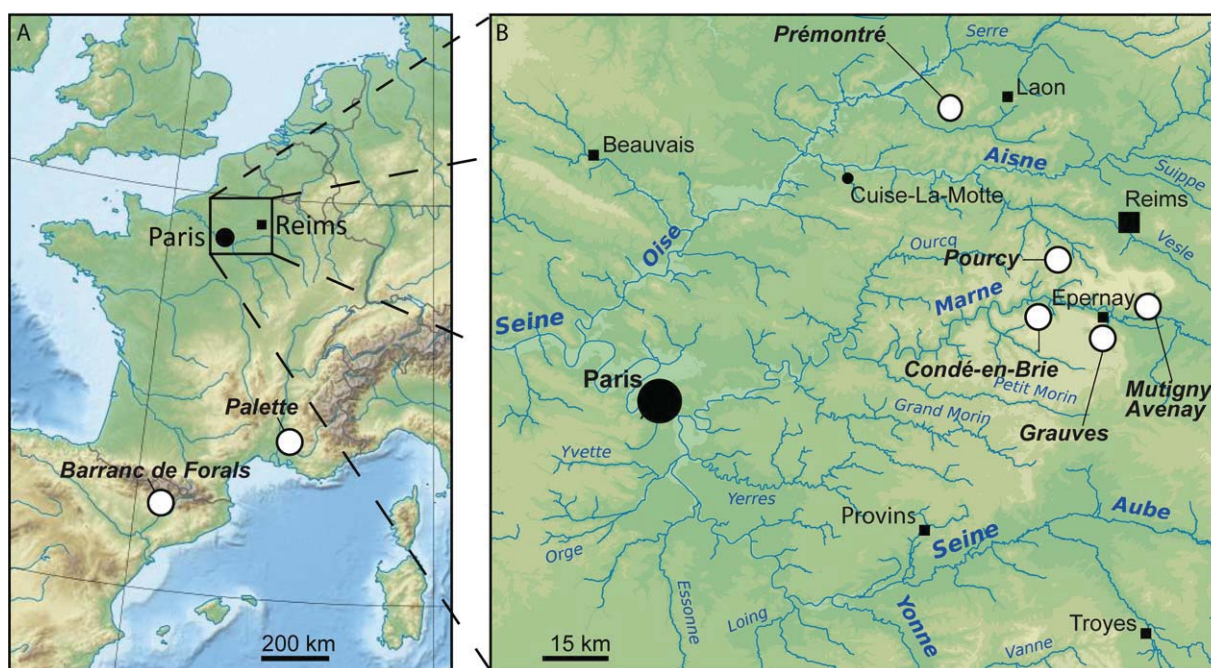 A
Paris
Reims
Palette
Barranc de Forals
200 km
B
Prémontré
Serre
Laon
Beauvais
Aisne
Suippe
Cuise-La-Motte
Reims
Oise
Ourcq
Pourcy
Vesle
Marne
Epernay
Seine
Condé-en-Brie
Paris
Petit Morin
Mutigny
Avenay
Grand Morin
Grauves
Yvette
Yerres
Provins
Seine
Aube
Orge
Essonne
Loing
Yonne
Troyes
Vanne
15 km